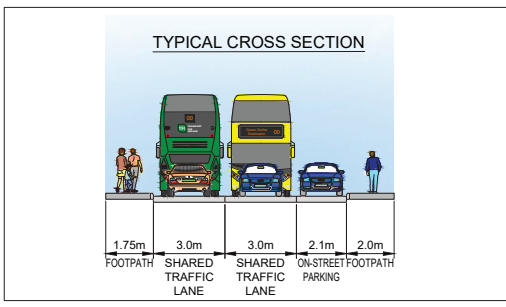 TYPICAL CROSS SECTION
1.75m 3.0m 3.0m 2.1m 2.0m
FOOTPATH SHARED SHARED ON-STREET FOOTPATH
TRAFFIC TRAFFIC PARKING
LANE LANE